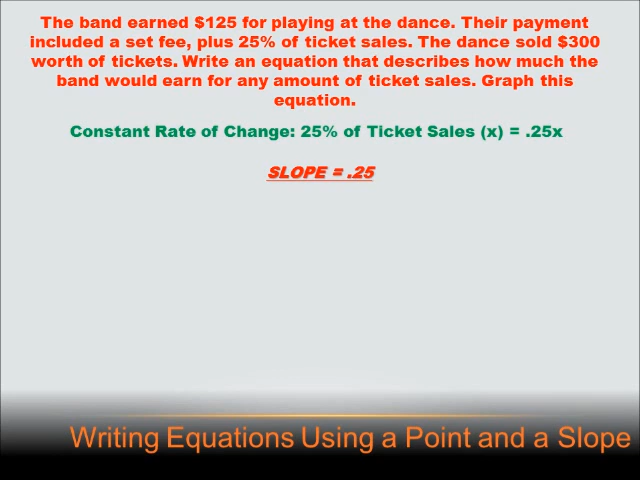 The band earned $125 for playing at the dance. Their payment
included a set fee, plus 25% of ticket sales. The dance sold $300
worth of tickets. Write an equation that describes how much the
band would earn for any amount of ticket sales. Graph this
equation.
Constant Rate of Change: 25% of Ticket Sales (x) = .25x
SLOPE = .25
Writing Equations Using a Point and a Slope